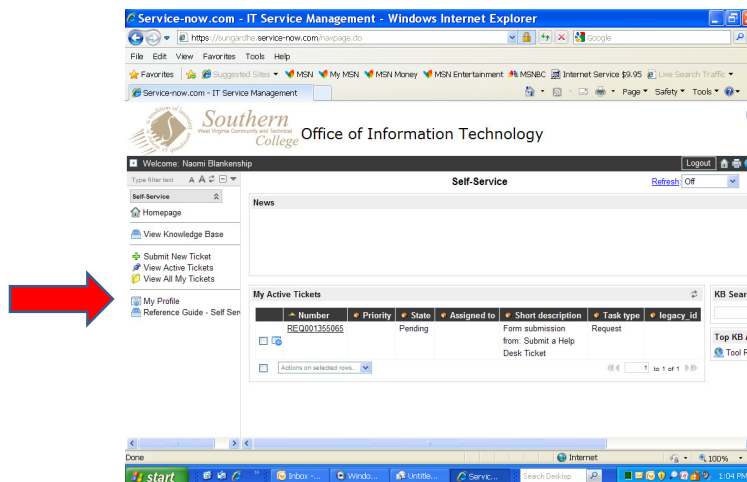 Service-now.com - IT Service Management - Windows Internet Explorer
https://sungardhe.service-now.com/navpage.do
Google
File Edit View Favorites Tools Help
Favorites Suggested Sites MSN My MSN MSN Money MSN Entertainment MSNBC Internet Service $9.95 Live Search Traffic
Service-now.com - IT Service Management
Page Safety Tools
Southern
West Virginia Community and Technical
College
Office of Information Technology
Welcome: Naomi Blankenship
Logout
Type filter text A A
Self-Service
Refresh: Off
Self-Service
News
Homepage
View Knowledge Base
Submit New Ticket
View Active Tickets
View All My Tickets
My Profile
Reference Guide - Self Ser
My Active Tickets
KB Sear
Number Priority State Assigned to Short description Task type legacy_id
REQ001355065 Pending Form submission from: Submit a Help Desk Ticket Request
Top KB A
Tool R
Actions on selected rows...
1 to 1 of 1
Done
Internet
100%
start
Inbox -...
Windo...
Untitle...
Servic...
Search Desktop
1:04 PM